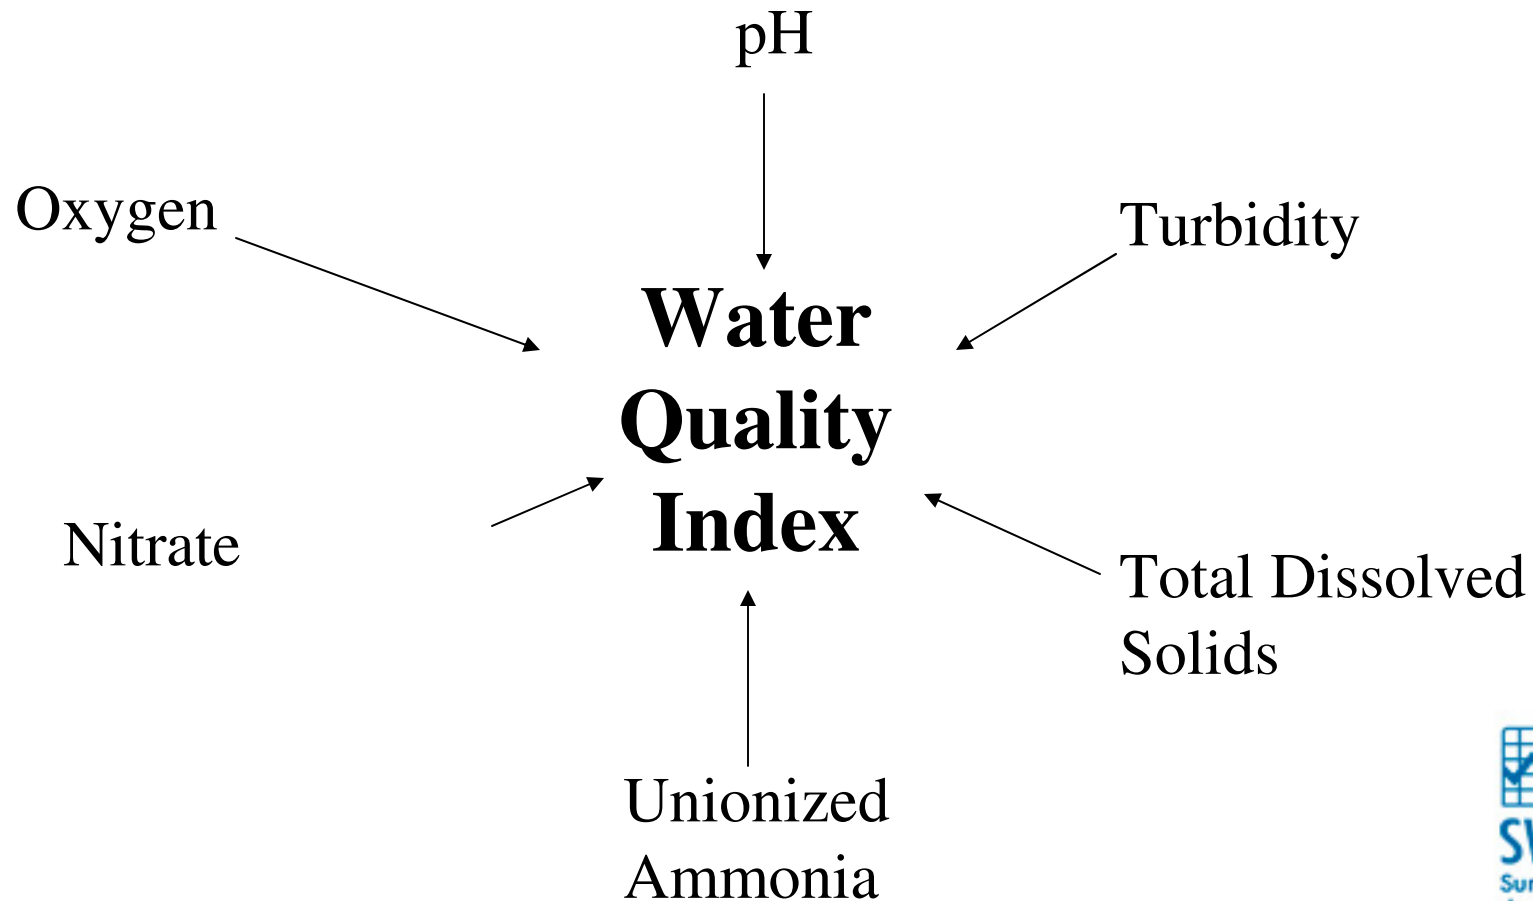 pH
Oxygen
Turbidity
Water
Quality
Index
Nitrate
Total Dissolved
Solids
Unionized
Ammonia